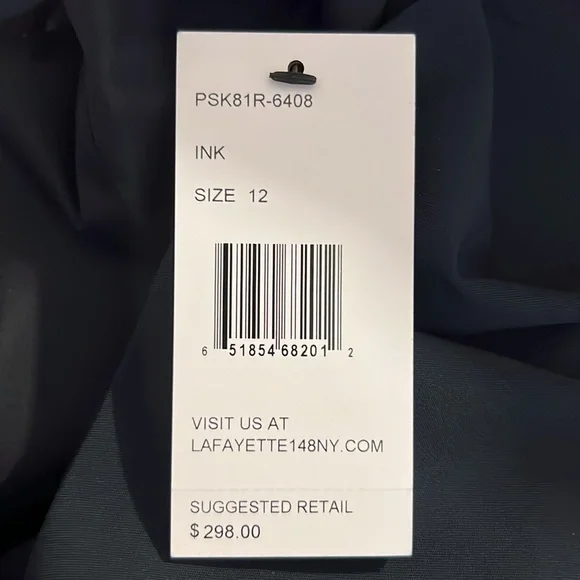 PSK81R-6408
INK
SIZE 12
6 51854 68201 2
VISIT US AT
LAFAYETTE148NY.COM
SUGGESTED RETAIL
$298.00